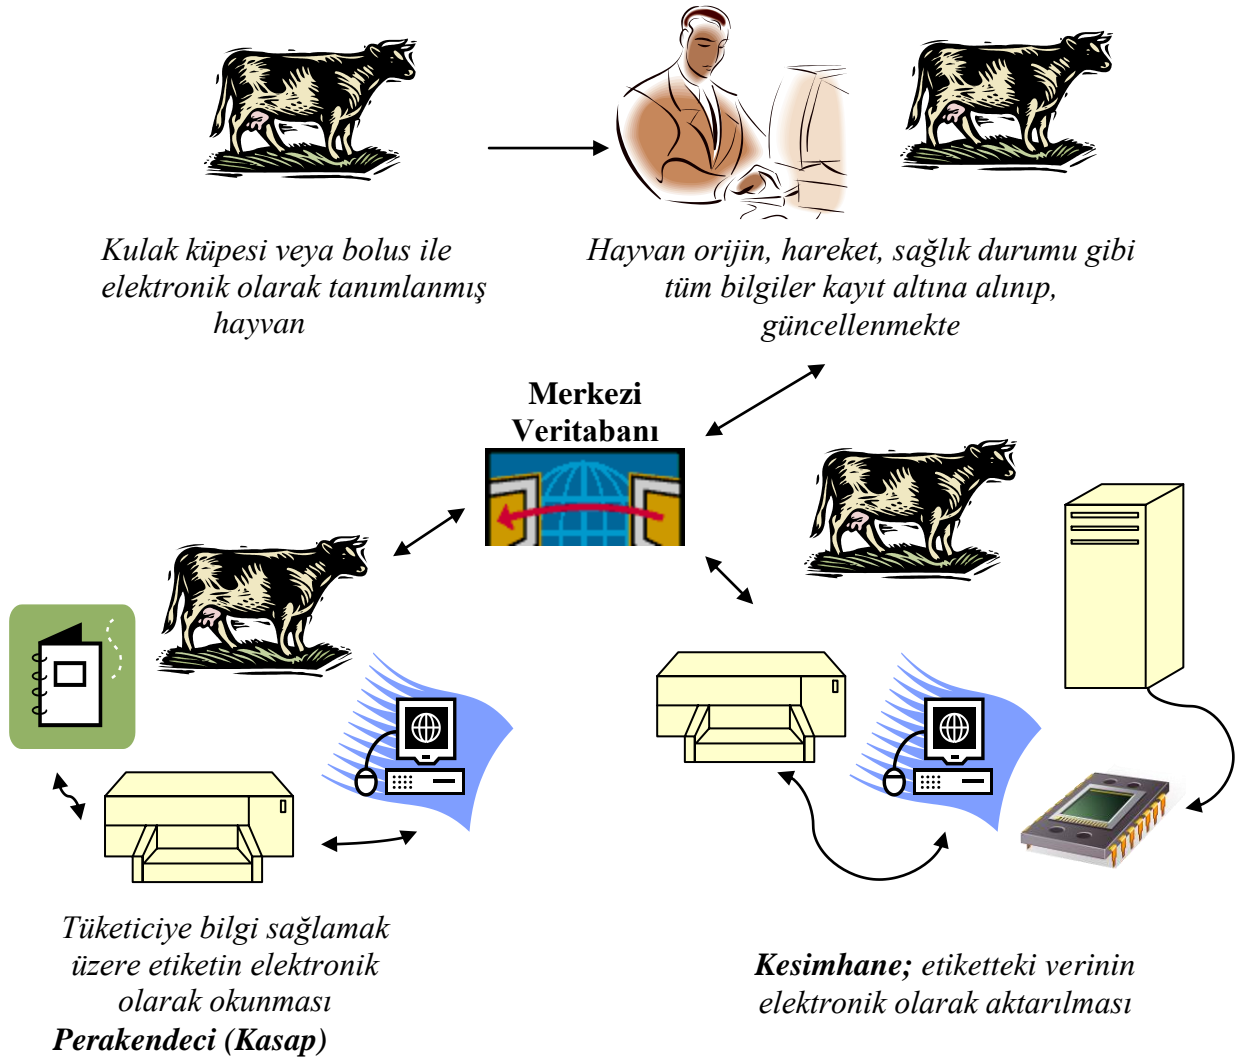 Kulak küpesi veya bolus ile
elektronik olarak tanımlanmış
hayvan
Hayvan orijin, hareket, sağlık durumu gibi
tüm bilgiler kayıt altına alınıp,
güncellenmekte
Merkezi
Veritabanı
Tüketiciye bilgi sağlamak
üzere etiketin elektronik
olarak okunması
Perakendeci (Kasap)
Kesimhane; etiketteki verinin
elektronik olarak aktarılması